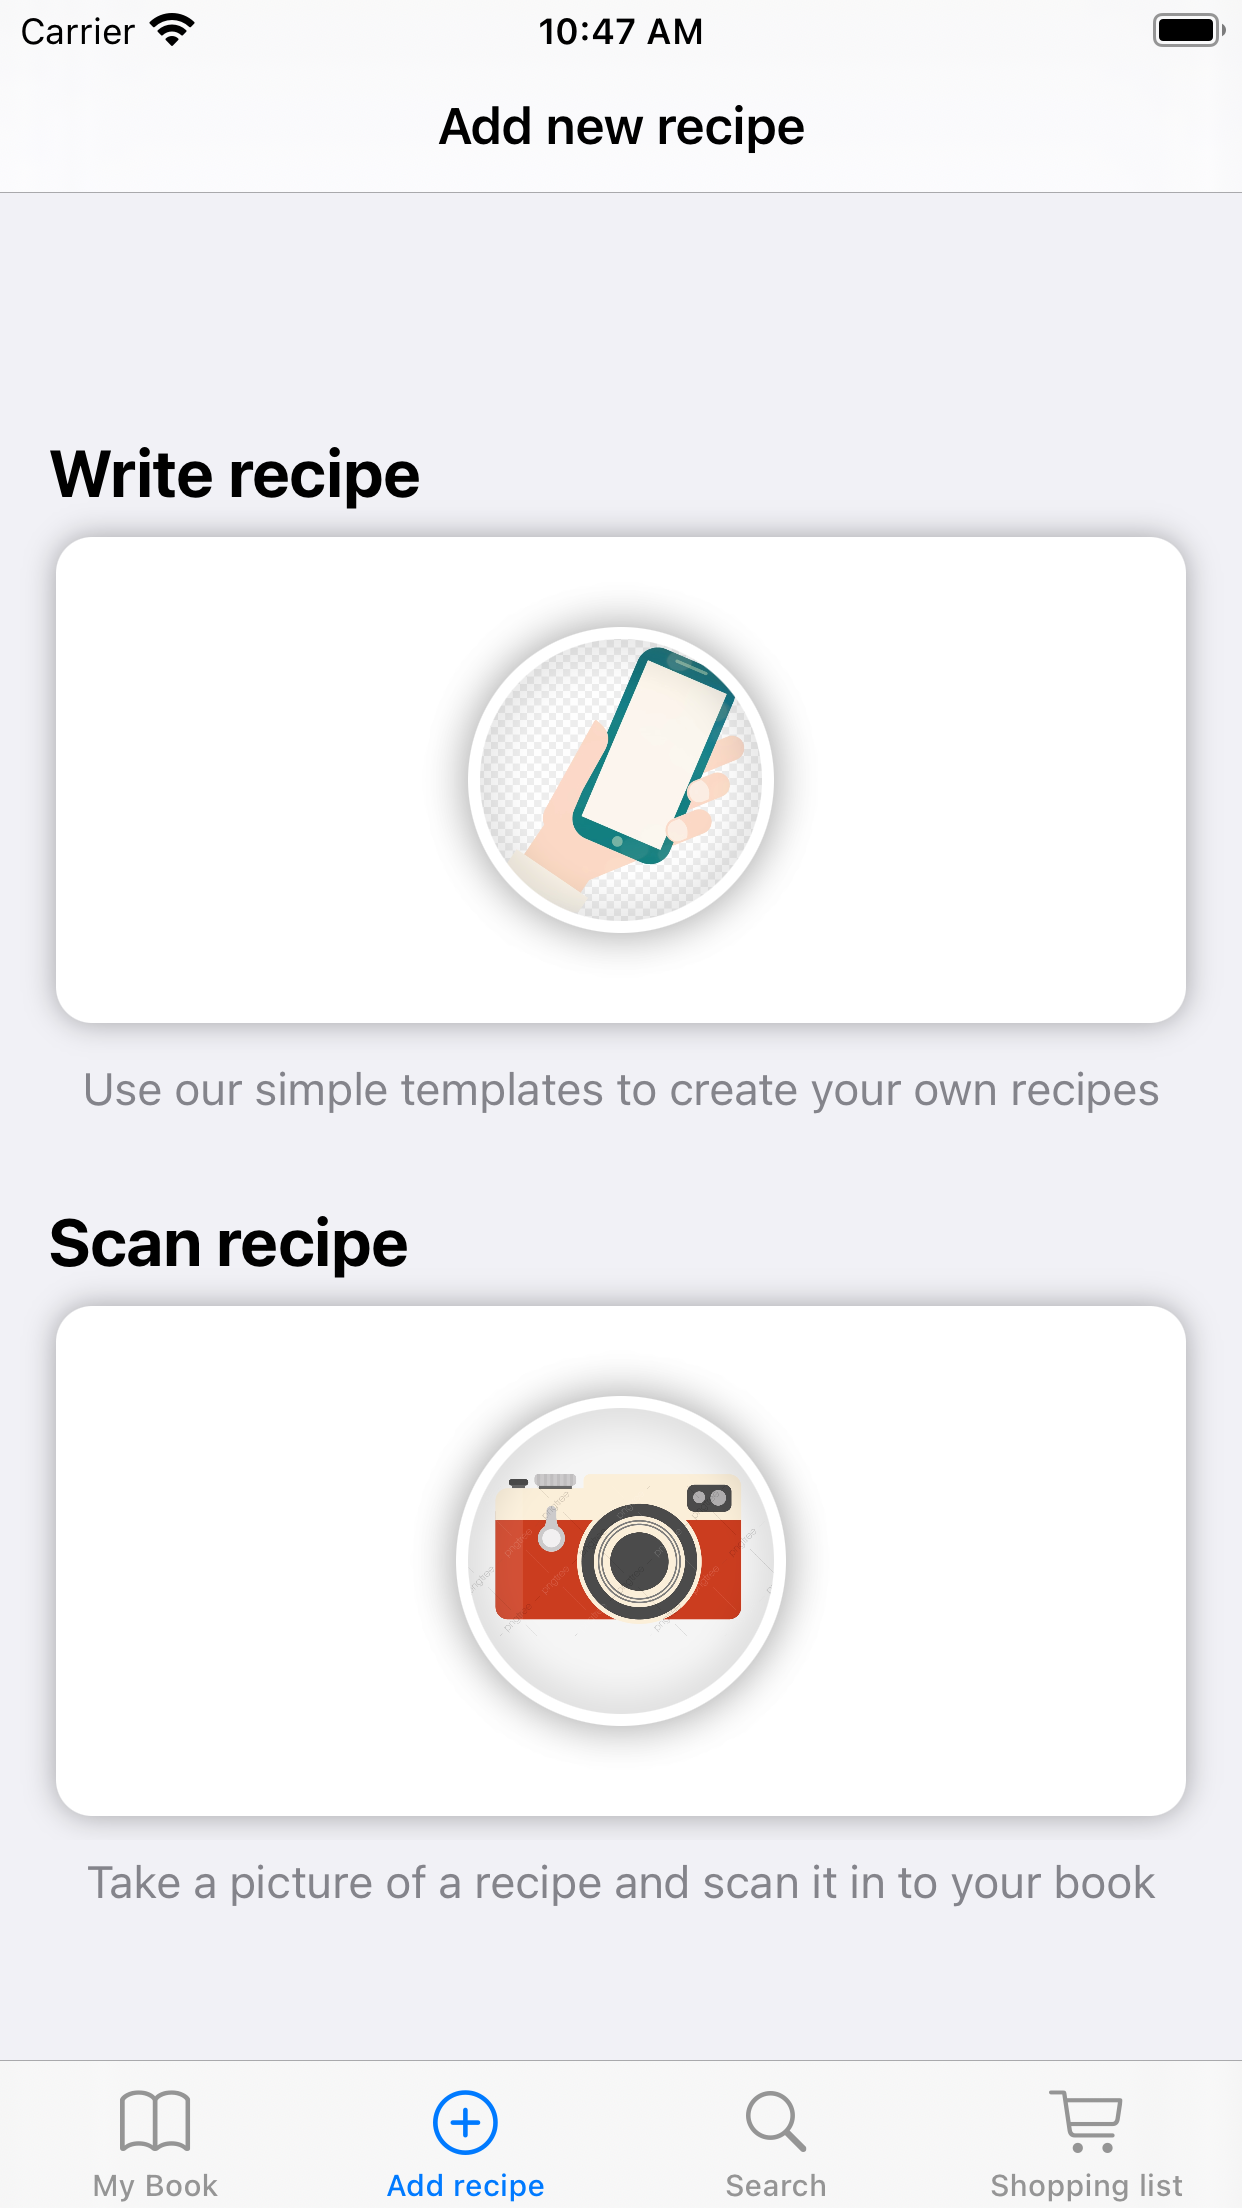 Carrier 10:47 AM
Add new recipe
Write recipe
Use our simple templates to create your own recipes
Scan recipe
pngtree
Take a picture of a recipe and scan it in to your book
My Book Add recipe Search Shopping list